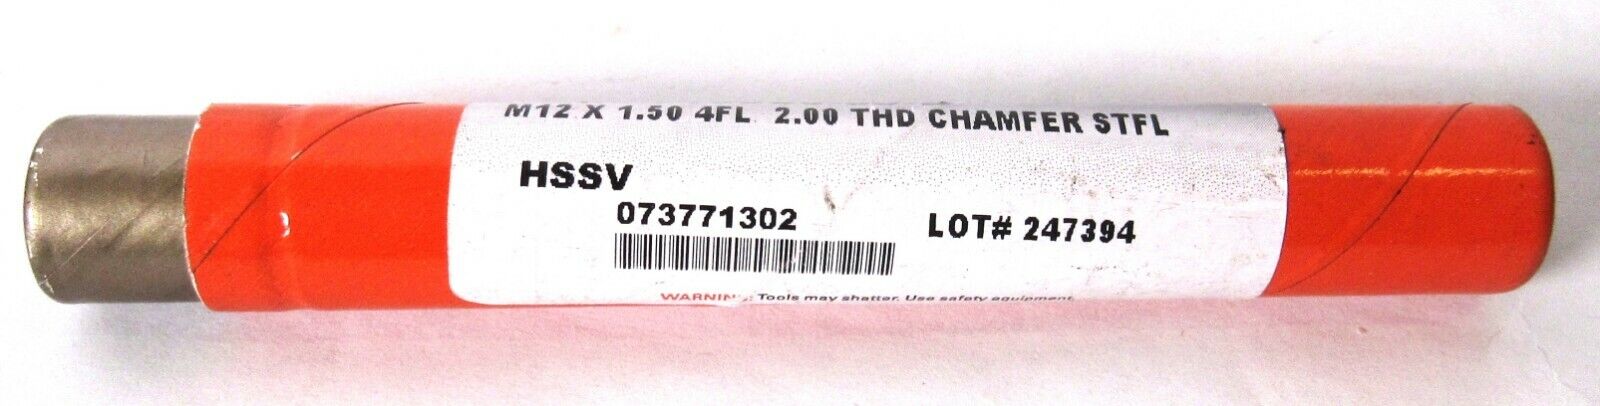 M12 X 1.50 4FL 2.00 THD CHAMFER STFL
HSSV
073771302
LOT# 247394
WARNING: Tools may shatter. Use safety equipment.